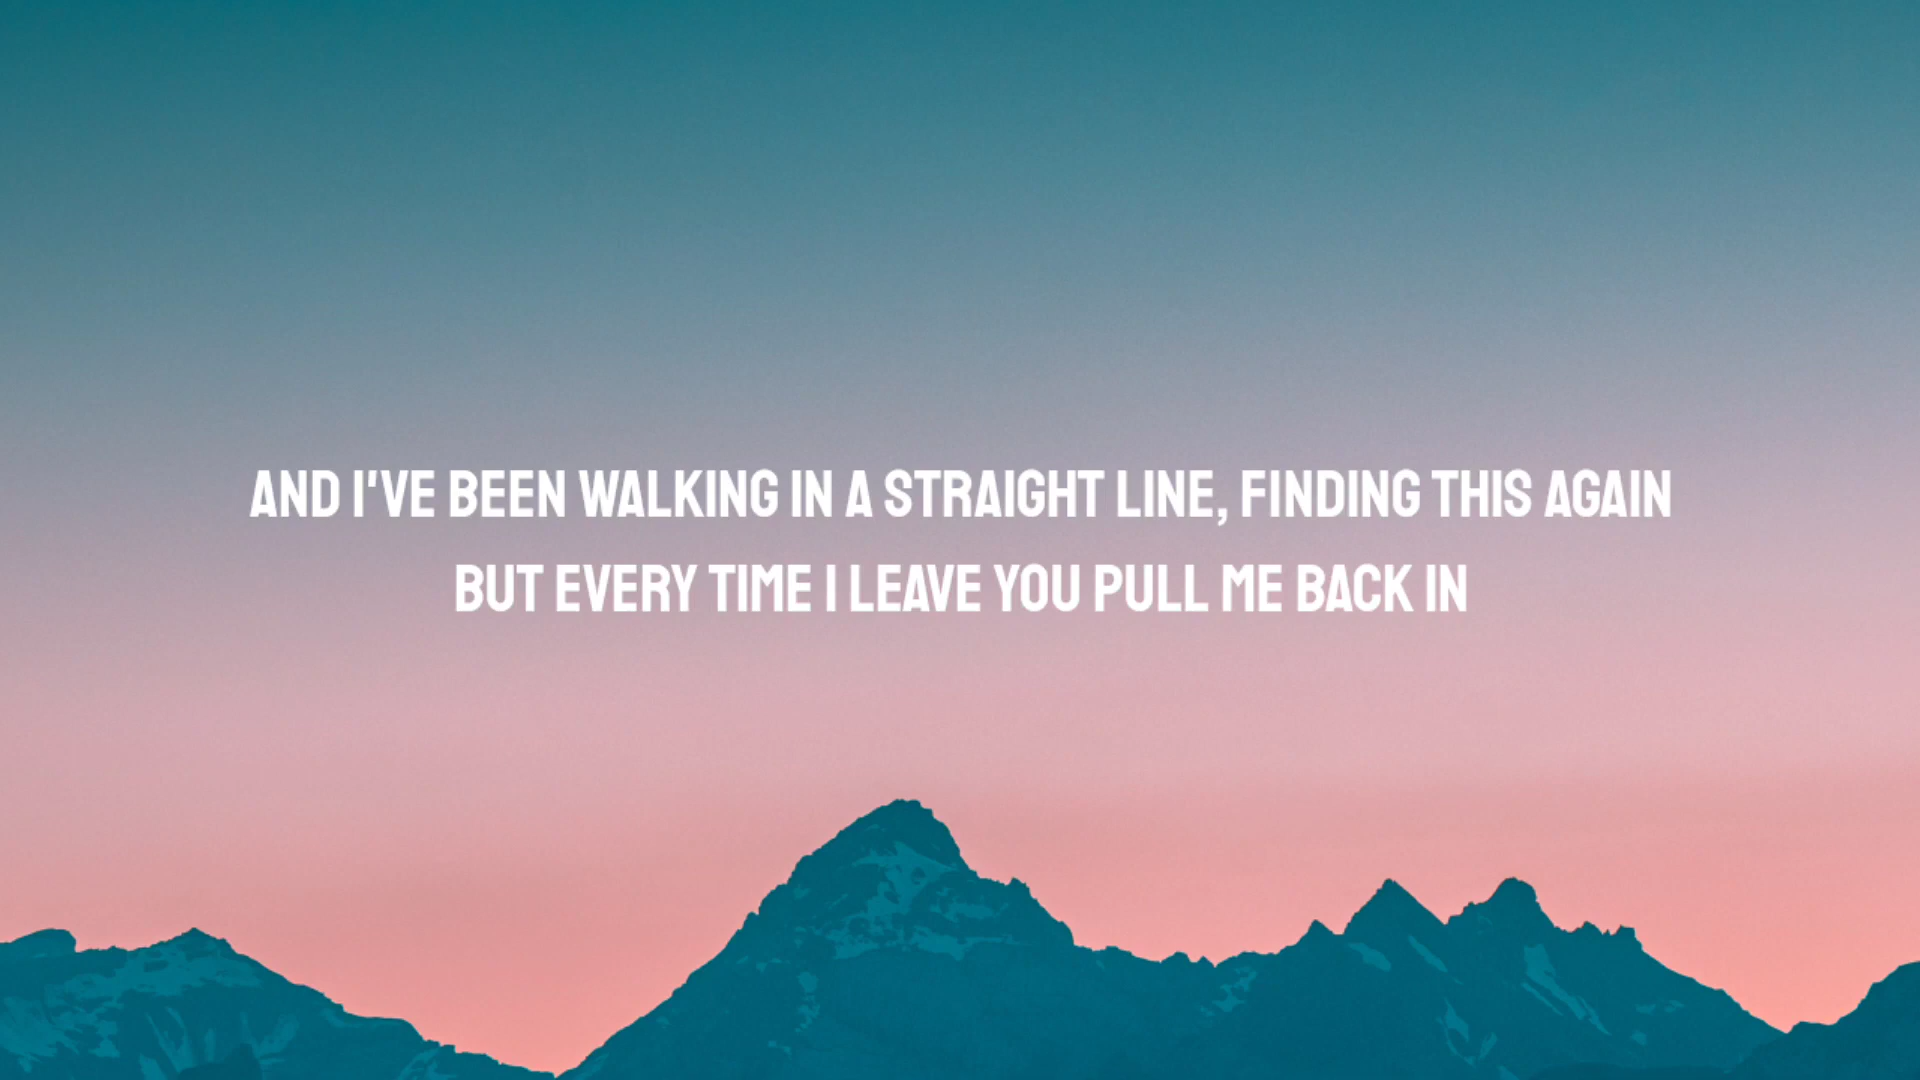 AND I'VE BEEN WALKING IN A STRAIGHT LINE, FINDING THIS AGAIN
BUT EVERY TIME I LEAVE YOU PULL ME BACK IN